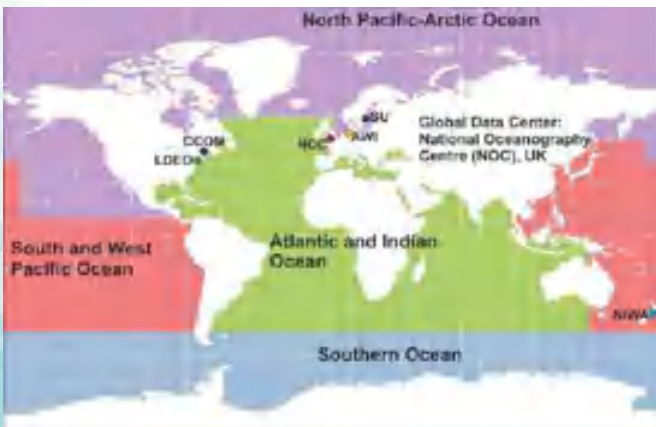 North Pacific-Arctic Ocean
SU
Global Data Center:
National Oceanography
Centre (NOC), UK
AWI
NOC
CCOM
LDEO
South and West
Pacific Ocean
Atlantic and Indian
Ocean
NIWA
Southern Ocean